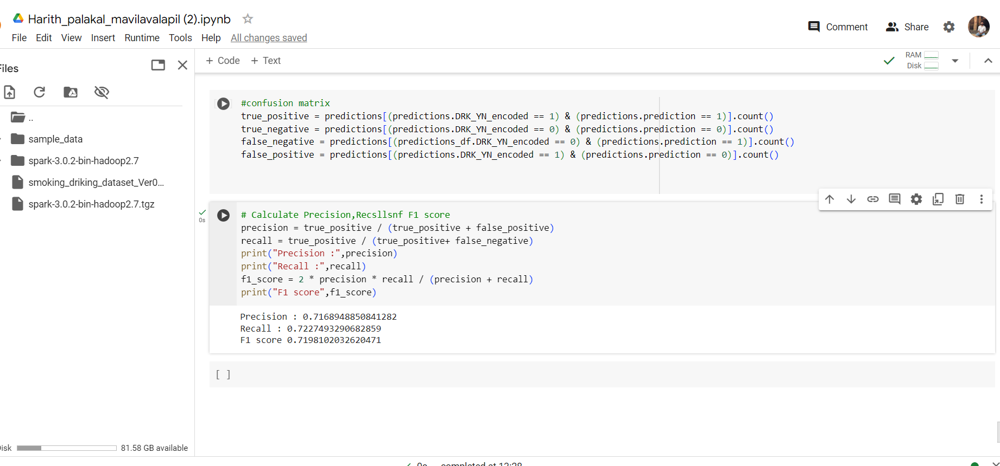 Harith_palakal_mavilavalapil (2).ipynb
File Edit View Insert Runtime Tools Help All changes saved
Comment Share
Files
+ Code + Text
RAM
Disk
..
sample_data
spark-3.0.2-bin-hadoop2.7
smoking_driking_dataset_Ver0...
spark-3.0.2-bin-hadoop2.7.tgz
#confusion matrix
true_positive = predictions[(predictions.DRK_YN_encoded == 1) & (predictions.prediction == 1)].count()
true_negative = predictions[(predictions.DRK_YN_encoded == 0) & (predictions.prediction == 0)].count()
false_negative = predictions[(predictions_df.DRK_YN_encoded == 0) & (predictions.prediction == 1)].count()
false_positive = predictions[(predictions.DRK_YN_encoded == 1) & (predictions.prediction == 0)].count()
0s
# Calculate Precision,Recsllsnf F1 score
precision = true_positive / (true_positive + false_positive)
recall = true_positive / (true_positive+ false_negative)
print("Precision :",precision)
print("Recall :",recall)
f1_score = 2 * precision * recall / (precision + recall)
print("F1 score",f1_score)
Precision : 0.7168948850841282
Recall : 0.7227493290682859
F1 score 0.7198102032620471
[ ]
Disk 81.58 GB available
0s completed at 12:28